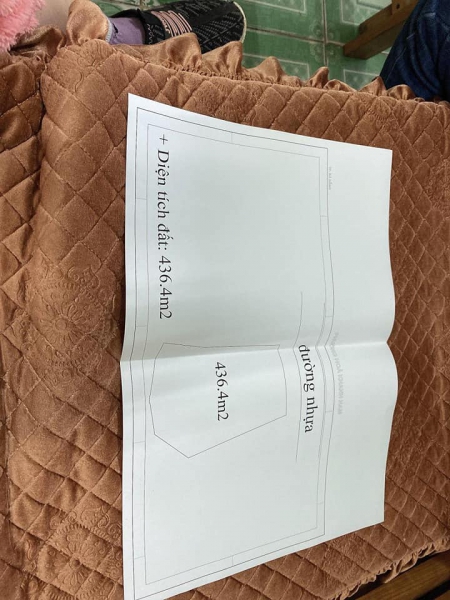 đường nhựa
436.4m2
+ Diện tích đất: 436.4m2